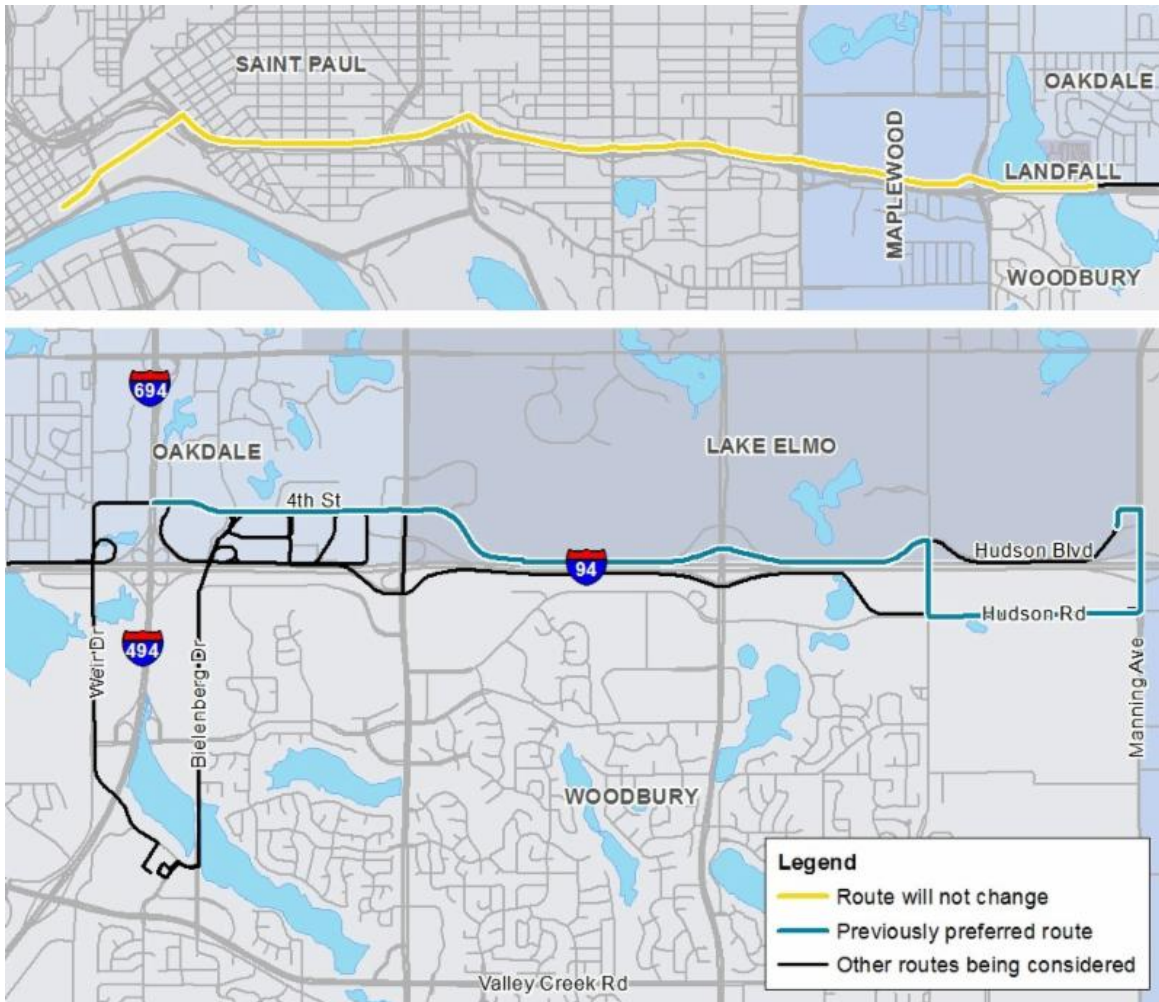 SAINT PAUL
OAKDALE
LANDFALL
MAPLEWOOD
WOODBURY
694
OAKDALE
LAKE ELMO
4th St
Hudson Blvd
94
Hudson Rd
494
Weir Dr
Bielenberg Dr
Manning Ave
WOODBURY
Legend
Route will not change
Previously preferred route
Other routes being considered
Valley Creek Rd